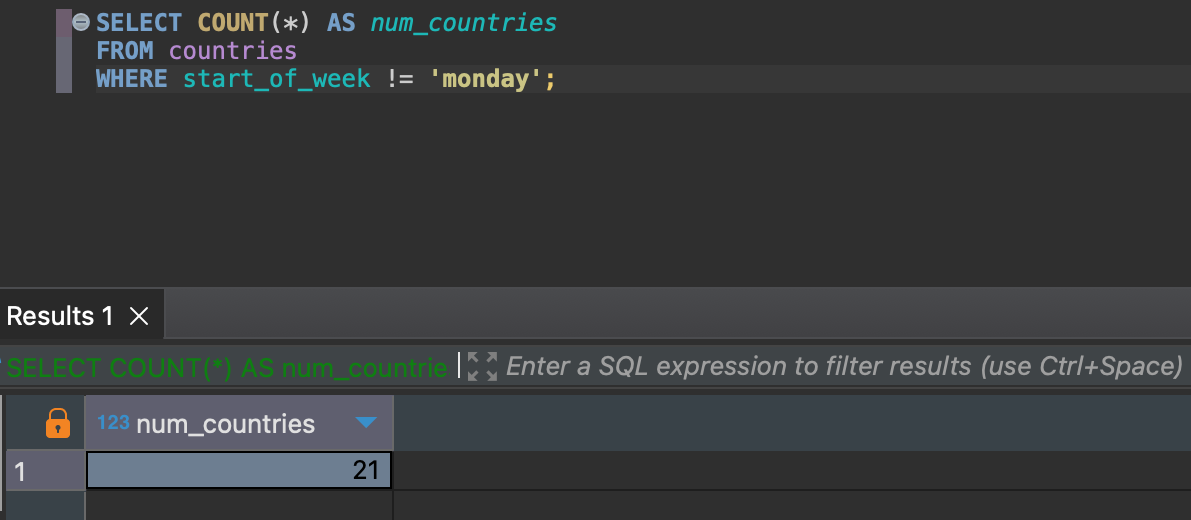 SELECT COUNT(*) AS num_countries
FROM countries
WHERE start_of_week != 'monday';
Results 1
SELECT COUNT(*) AS num_countrie Enter a SQL expression to filter results (use Ctrl+Space)
123 num_countries
1 21